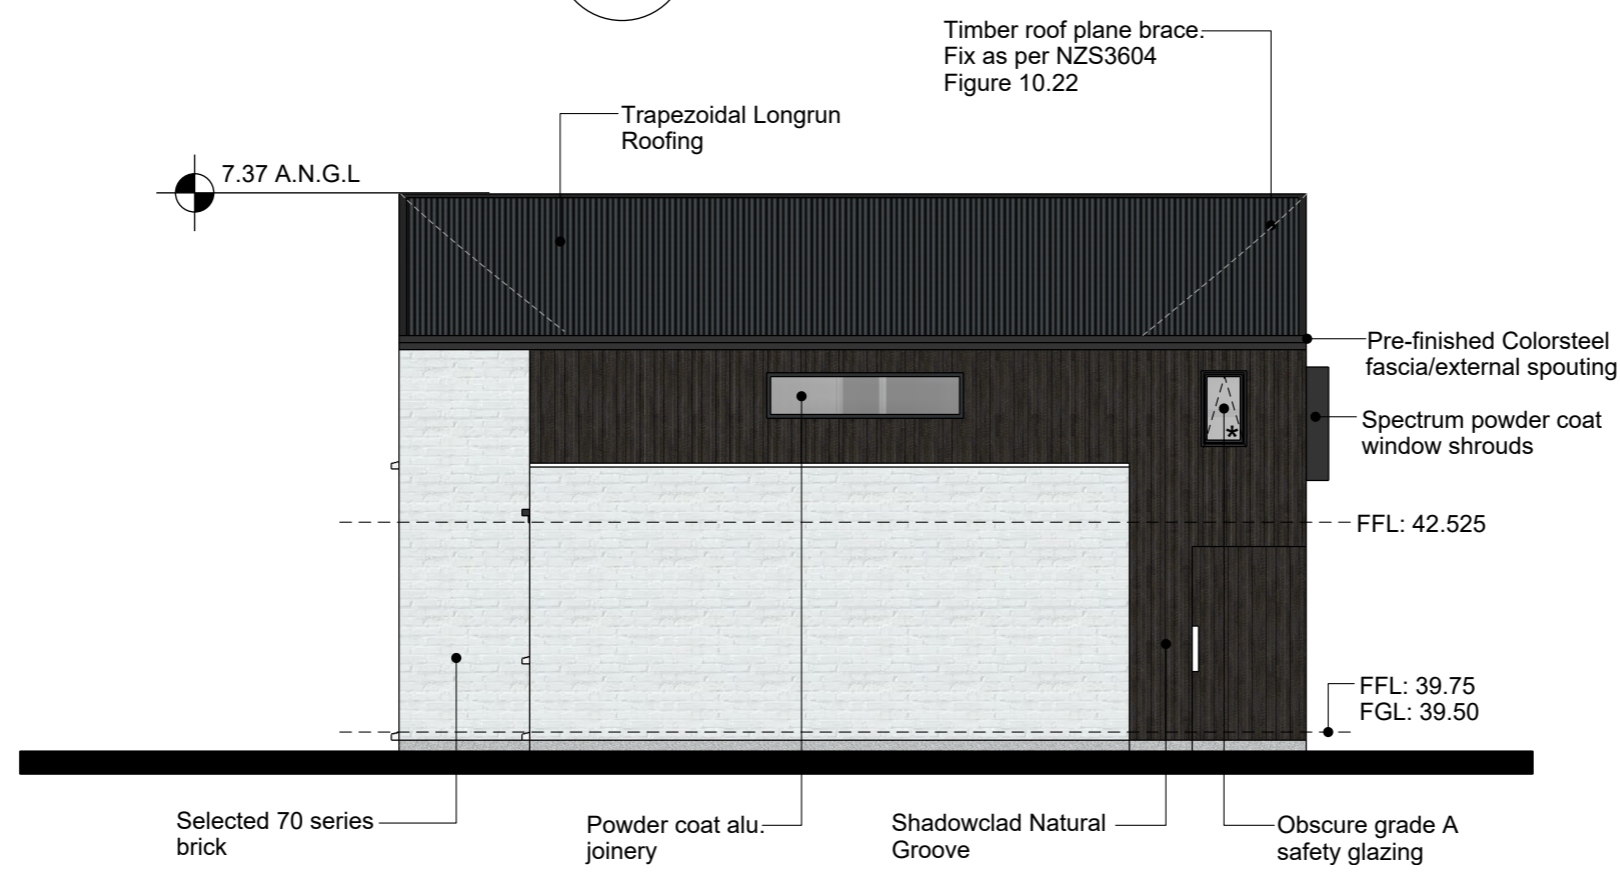 Timber roof plane brace.
Fix as per NZS3604
Figure 10.22
Trapezoidal Longrun
Roofing
7.37 A.N.G.L
Pre-finished Colorsteel
fascia/external spouting
Spectrum powder coat
window shrouds
*
FFL: 42.525
FFL: 39.75
FGL: 39.50
Selected 70 series
brick
Powder coat alu.
joinery
Shadowclad Natural
Groove
Obscure grade A
safety glazing